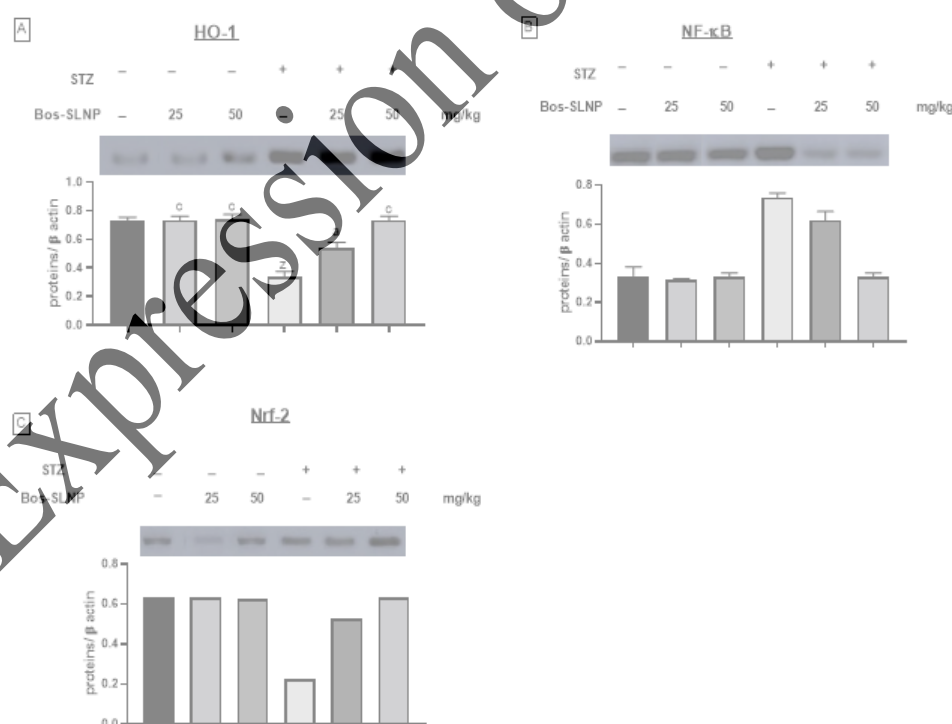 A
HO-1
STZ – – – + + +
Bos-SLNP – 25 50 – 25 50 mg/kg
proteins/ β actin
1.0
0.8
0.6
0.4
0.2
0.0
c c c
B
NF-κB
STZ – – – + + +
Bos-SLNP – 25 50 – 25 50 mg/kg
proteins/ β actin
0.8
0.6
0.4
0.2
0.0
C
Nrf-2
STZ – – – + + +
Bos-SLNP – 25 50 – 25 50 mg/kg
proteins/ β actin
0.8
0.6
0.4
0.2
0.0
Expression